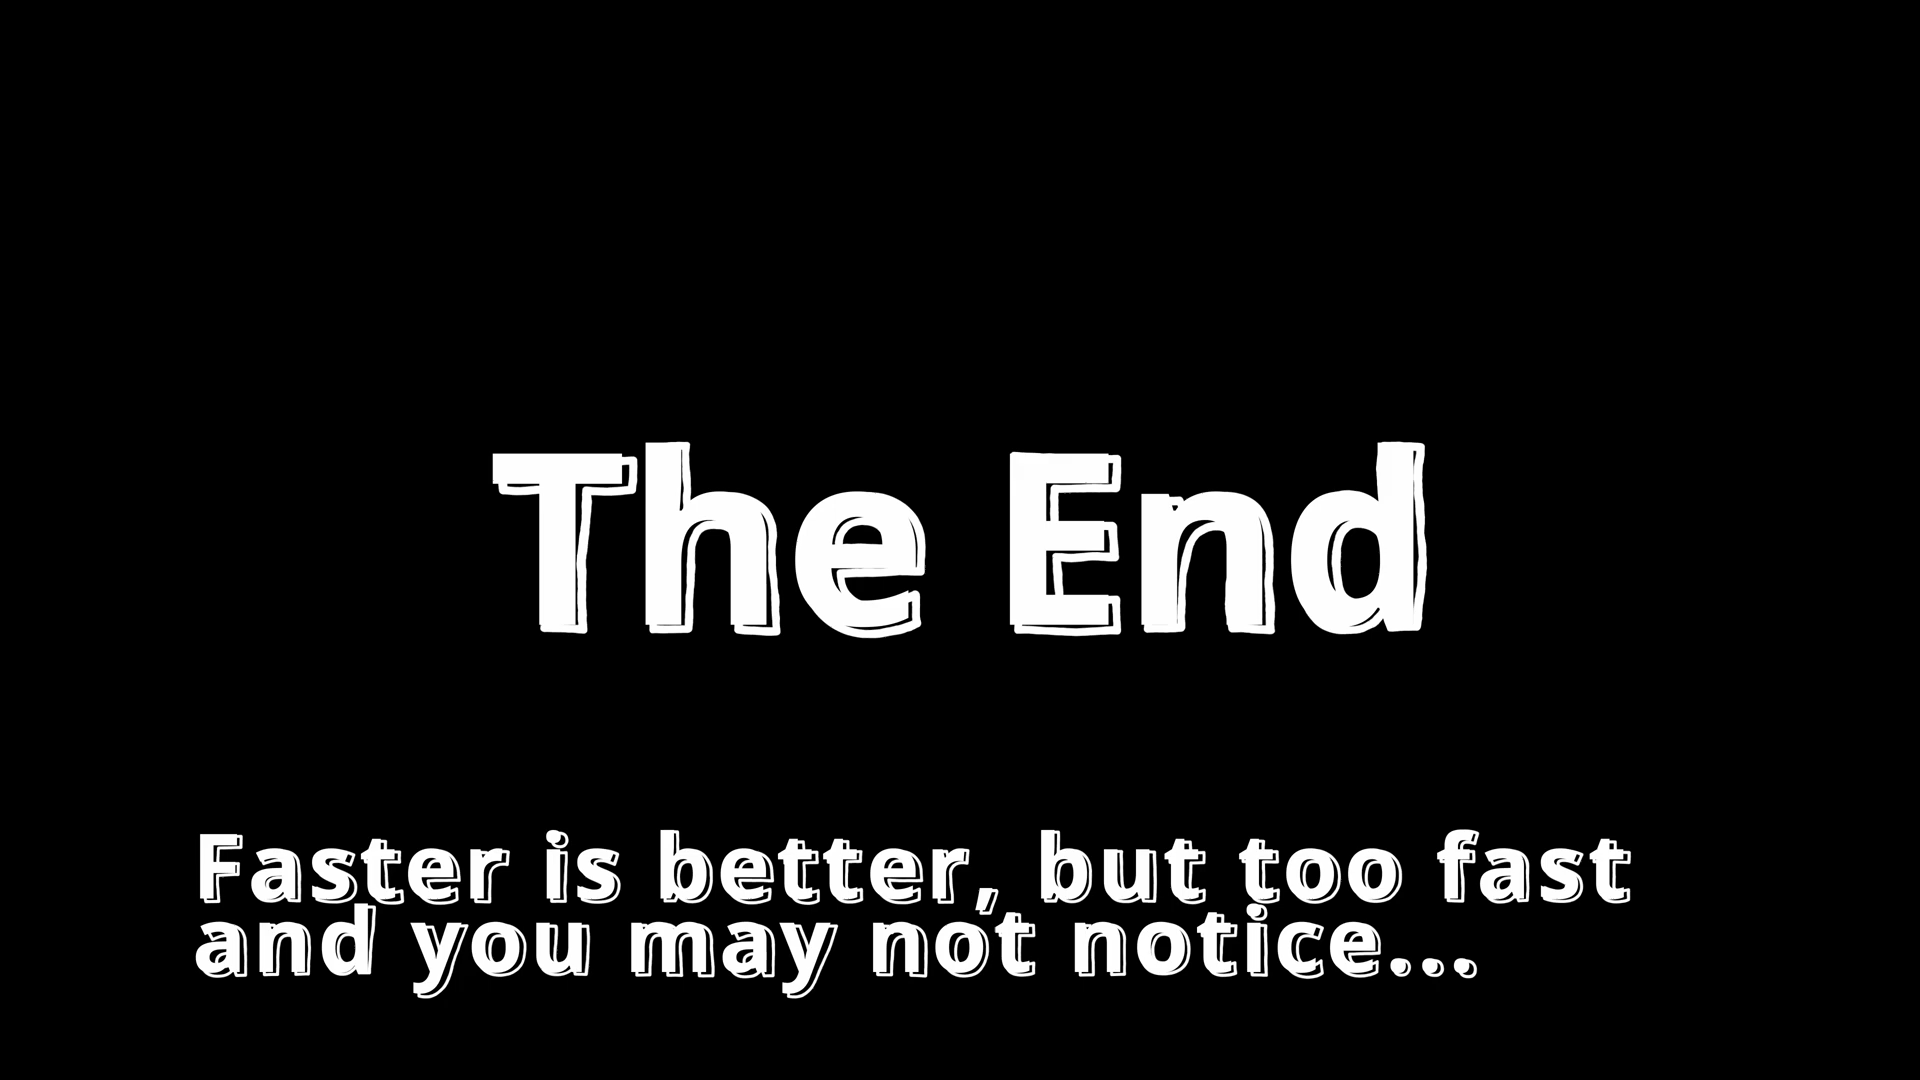 The End
Faster is better, but too fast
and you may not notice...